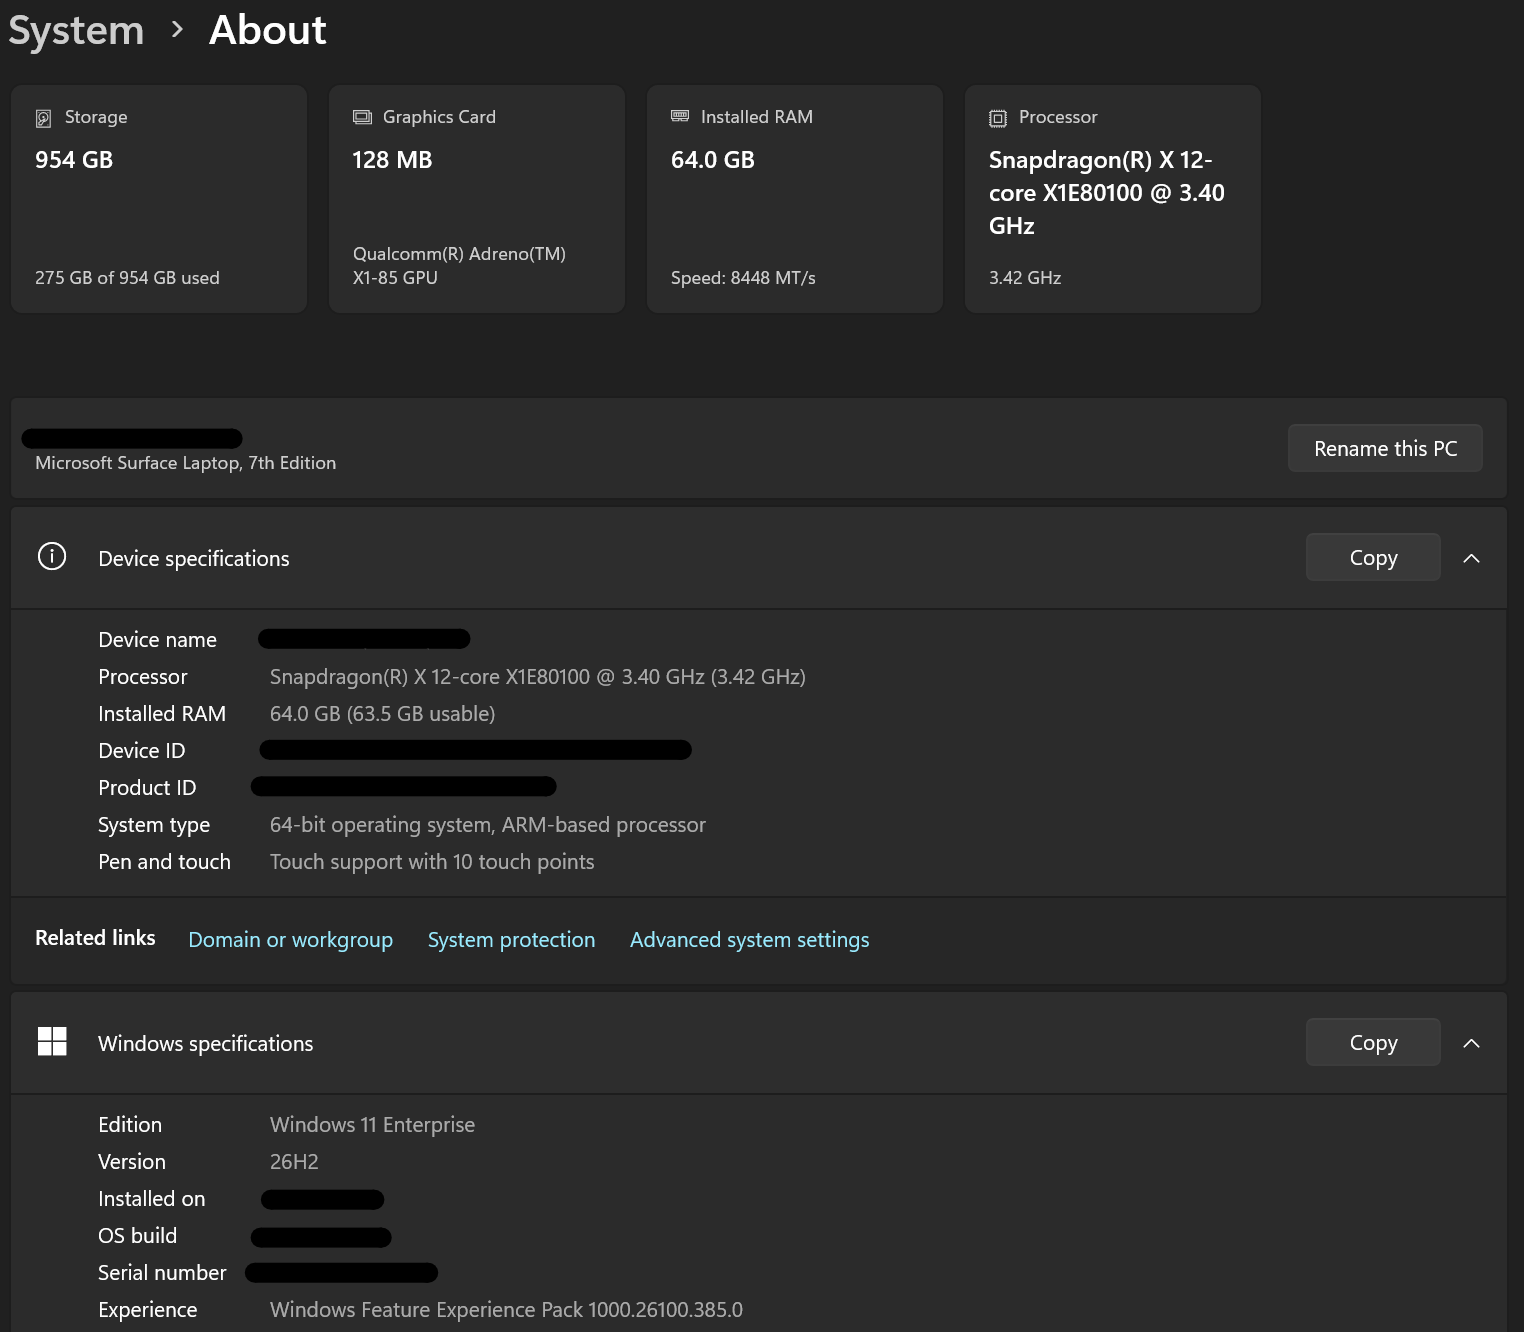 System > About
Storage
954 GB
275 GB of 954 GB used
Graphics Card
128 MB
Qualcomm(R) Adreno(TM)
X1-85 GPU
Installed RAM
64.0 GB
Speed: 8448 MT/s
Processor
Snapdragon(R) X 12-
core X1E80100 @ 3.40
GHz
3.42 GHz
Microsoft Surface Laptop, 7th Edition
Rename this PC
Device specifications
Copy
Device name
Processor Snapdragon(R) X 12-core X1E80100 @ 3.40 GHz (3.42 GHz)
Installed RAM 64.0 GB (63.5 GB usable)
Device ID
Product ID
System type 64-bit operating system, ARM-based processor
Pen and touch Touch support with 10 touch points
Related links Domain or workgroup System protection Advanced system settings
Windows specifications
Copy
Edition Windows 11 Enterprise
Version 26H2
Installed on
OS build
Serial number
Experience Windows Feature Experience Pack 1000.26100.385.0